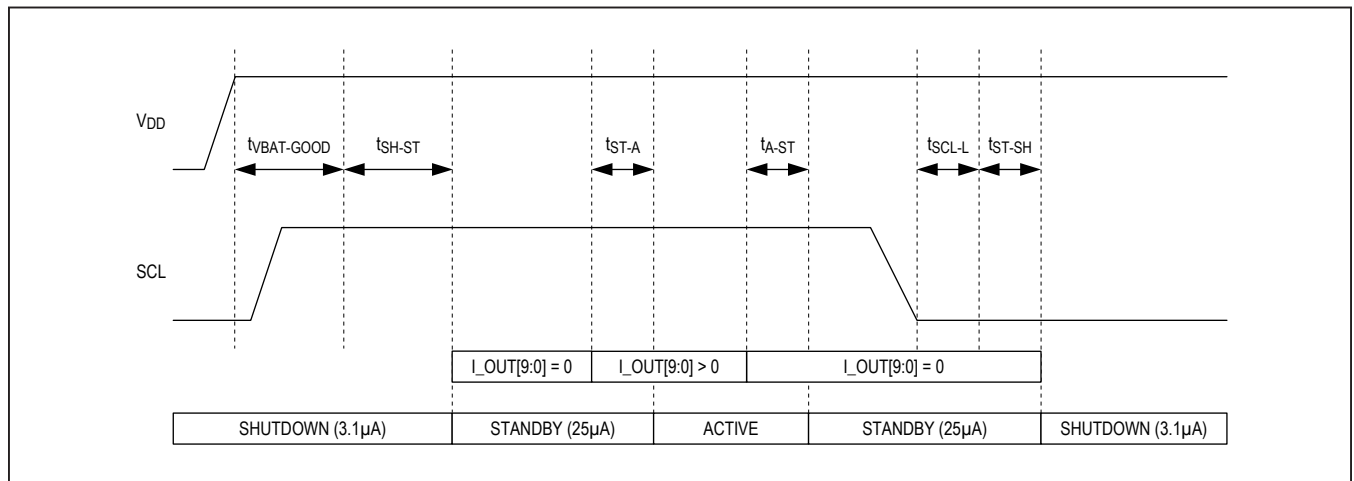 VDD
tVBAT-GOOD tSH-ST tST-A tA-ST tSCL-L tST-SH
SCL
I_OUT[9:0] = 0 I_OUT[9:0] > 0 I_OUT[9:0] = 0
SHUTDOWN (3.1µA) STANDBY (25µA) ACTIVE STANDBY (25µA) SHUTDOWN (3.1µA)